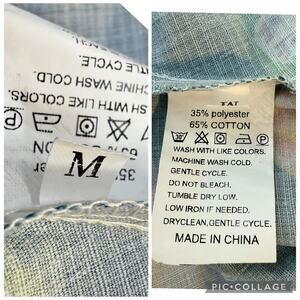 TLE CYCLE.
CHINE WASH COLD.
SH WITH LIKE COLORS.
M
TAT
35% polyester
65% COTTON
WASH WITH LIKE COLORS.
MACHINE WASH COLD.
GENTLE CYCLE.
DO NOT BLEACH.
TUMBLE DRY LOW.
LOW IRON IF NEEDED.
DRYCLEAN, GENTLE CYCLE.
MADE IN CHINA
PIC•COLLAGE